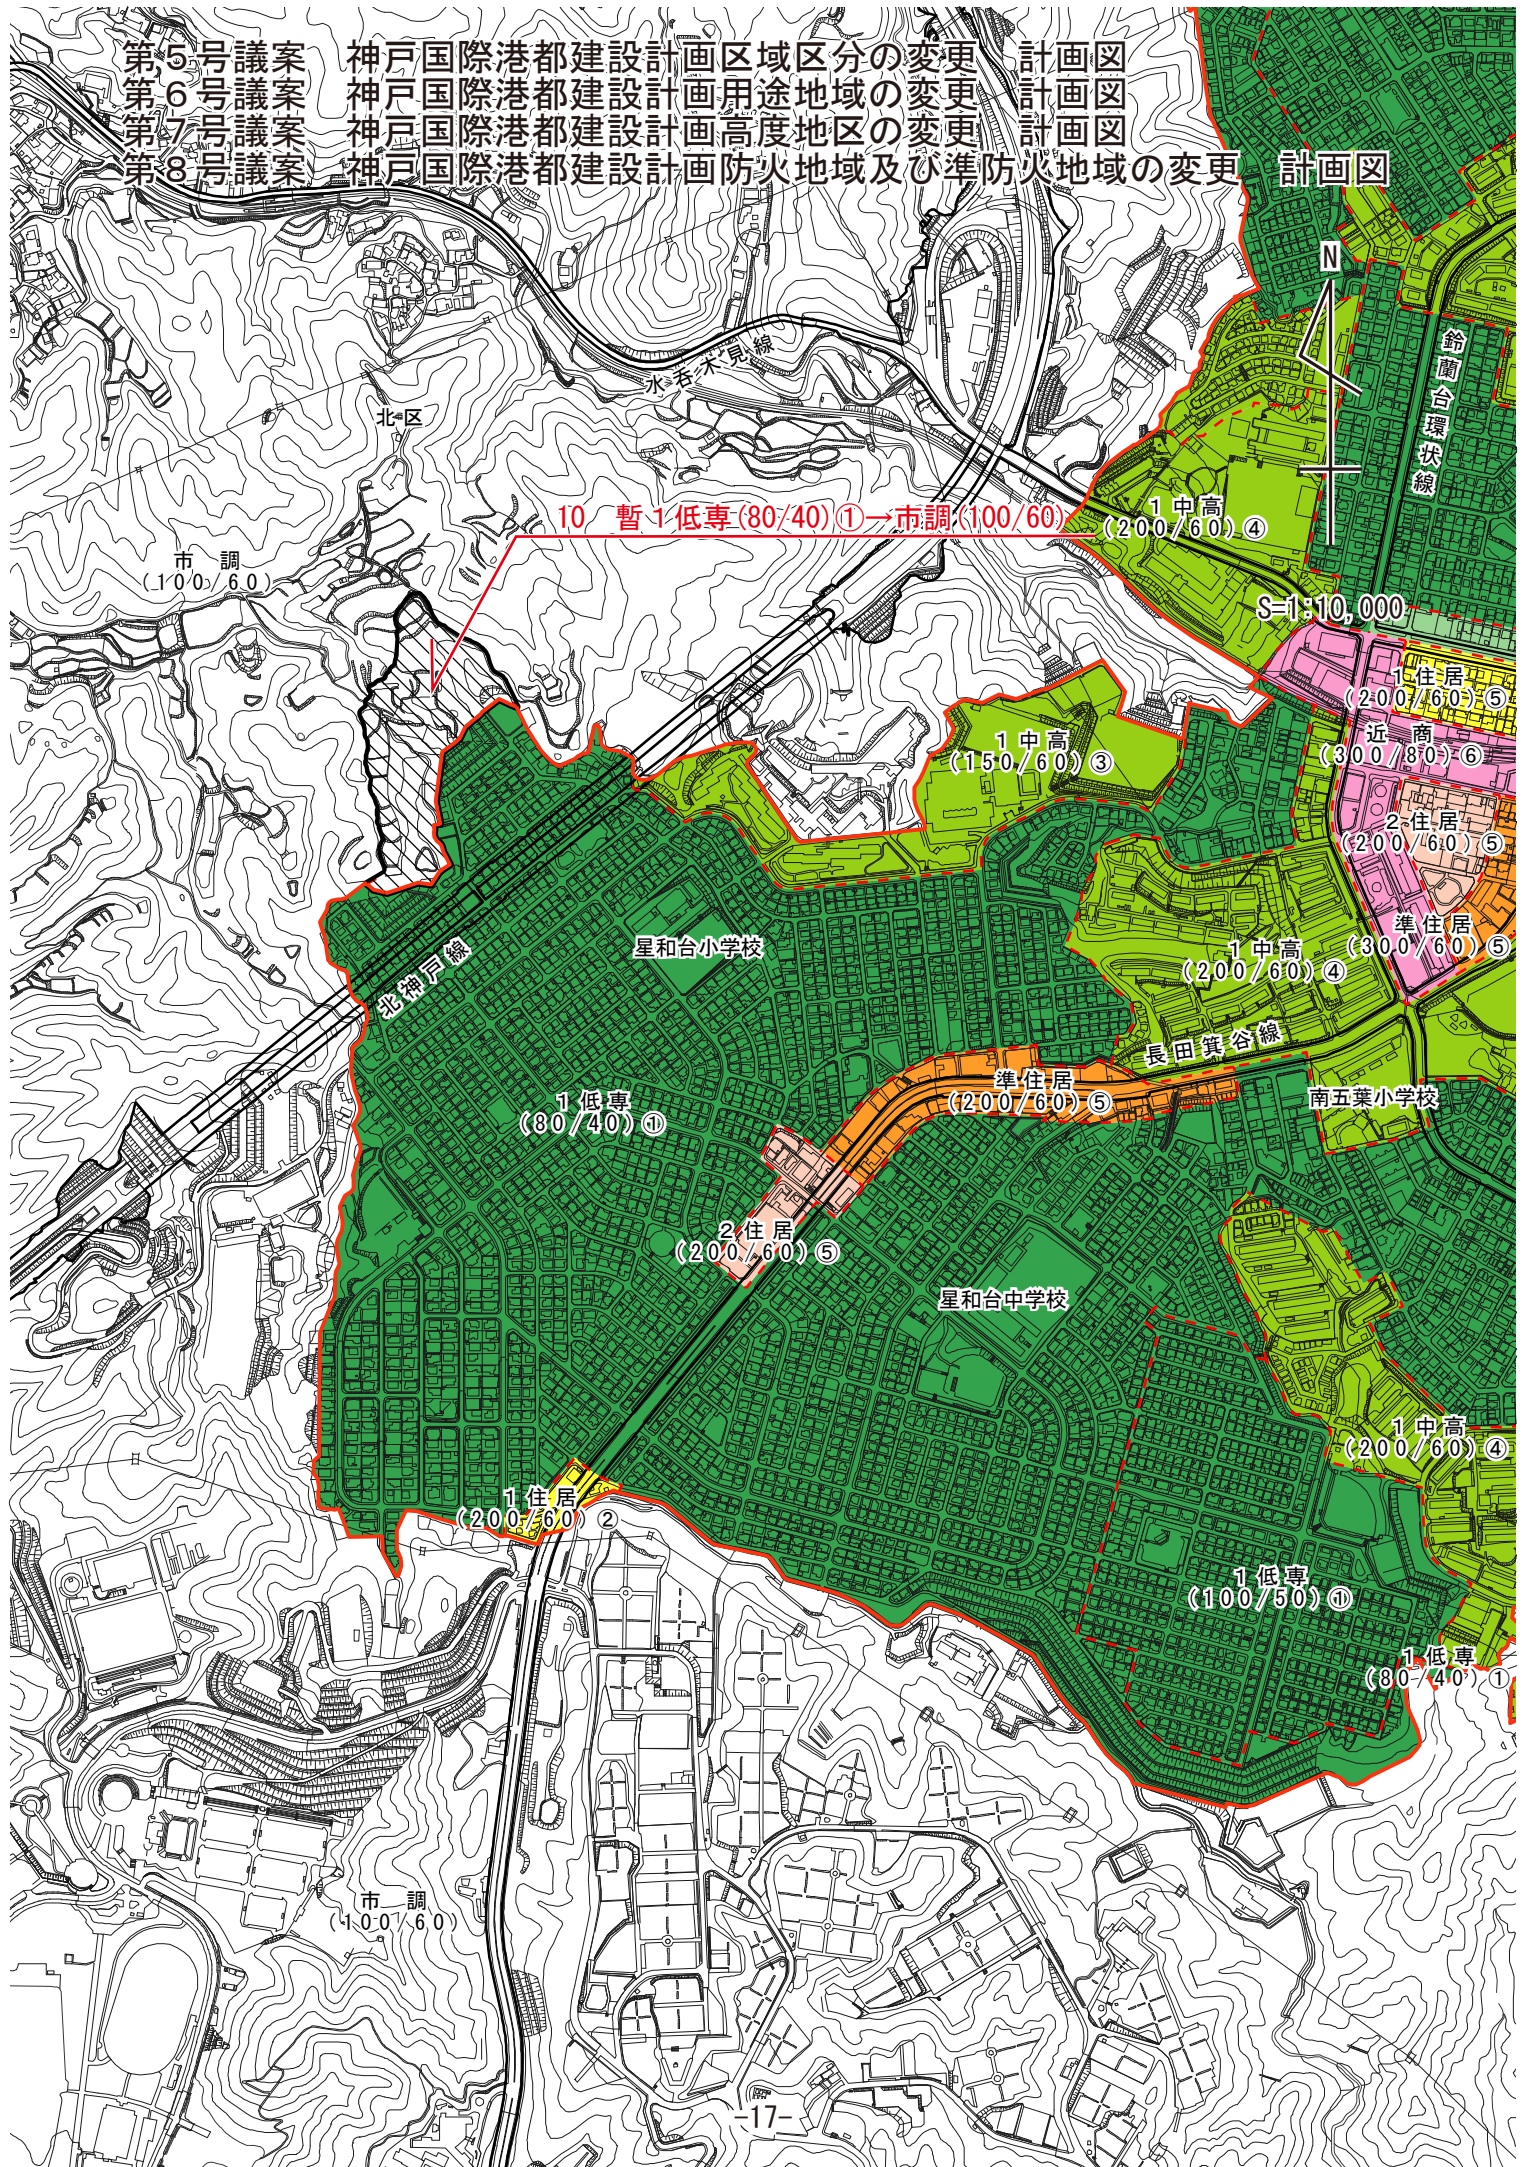 第５号議案　神戸国際港都建設計画区域区分の変更　計画図
第６号議案　神戸国際港都建設計画用途地域の変更　計画図
第７号議案　神戸国際港都建設計画高度地区の変更　計画図
第８号議案　神戸国際港都建設計画防火地域及び準防火地域の変更　計画図
N
鈴蘭台環状線
水呑木見線
北区
10　暫１低専(80/40)①→市調(100/60)
１中高
(200/60)④
市調
(100/60)
S=1:10,000
１住居
(200/60)⑤
近商
(300/80)⑥
１中高
(150/60)③
２住居
(200/60)⑤
準住居
(300/60)⑤
星和台小学校
１中高
(200/60)④
北神戸線
長田箕谷線
準住居
(200/60)⑤
南五葉小学校
１低専
(80/40)①
２住居
(200/60)⑤
星和台中学校
１中高
(200/60)④
１住居
(200/60)②
１低専
(100/50)①
１低専
(80/40)①
市調
(100/60)
-17-